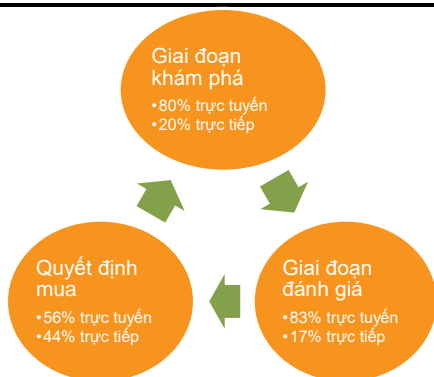 Giai đoạn
khám phá
•80% trực tuyến
•20% trực tiếp
Quyết định
mua
•56% trực tuyến
•44% trực tiếp
Giai đoạn
đánh giá
•83% trực tuyến
•17% trực tiếp